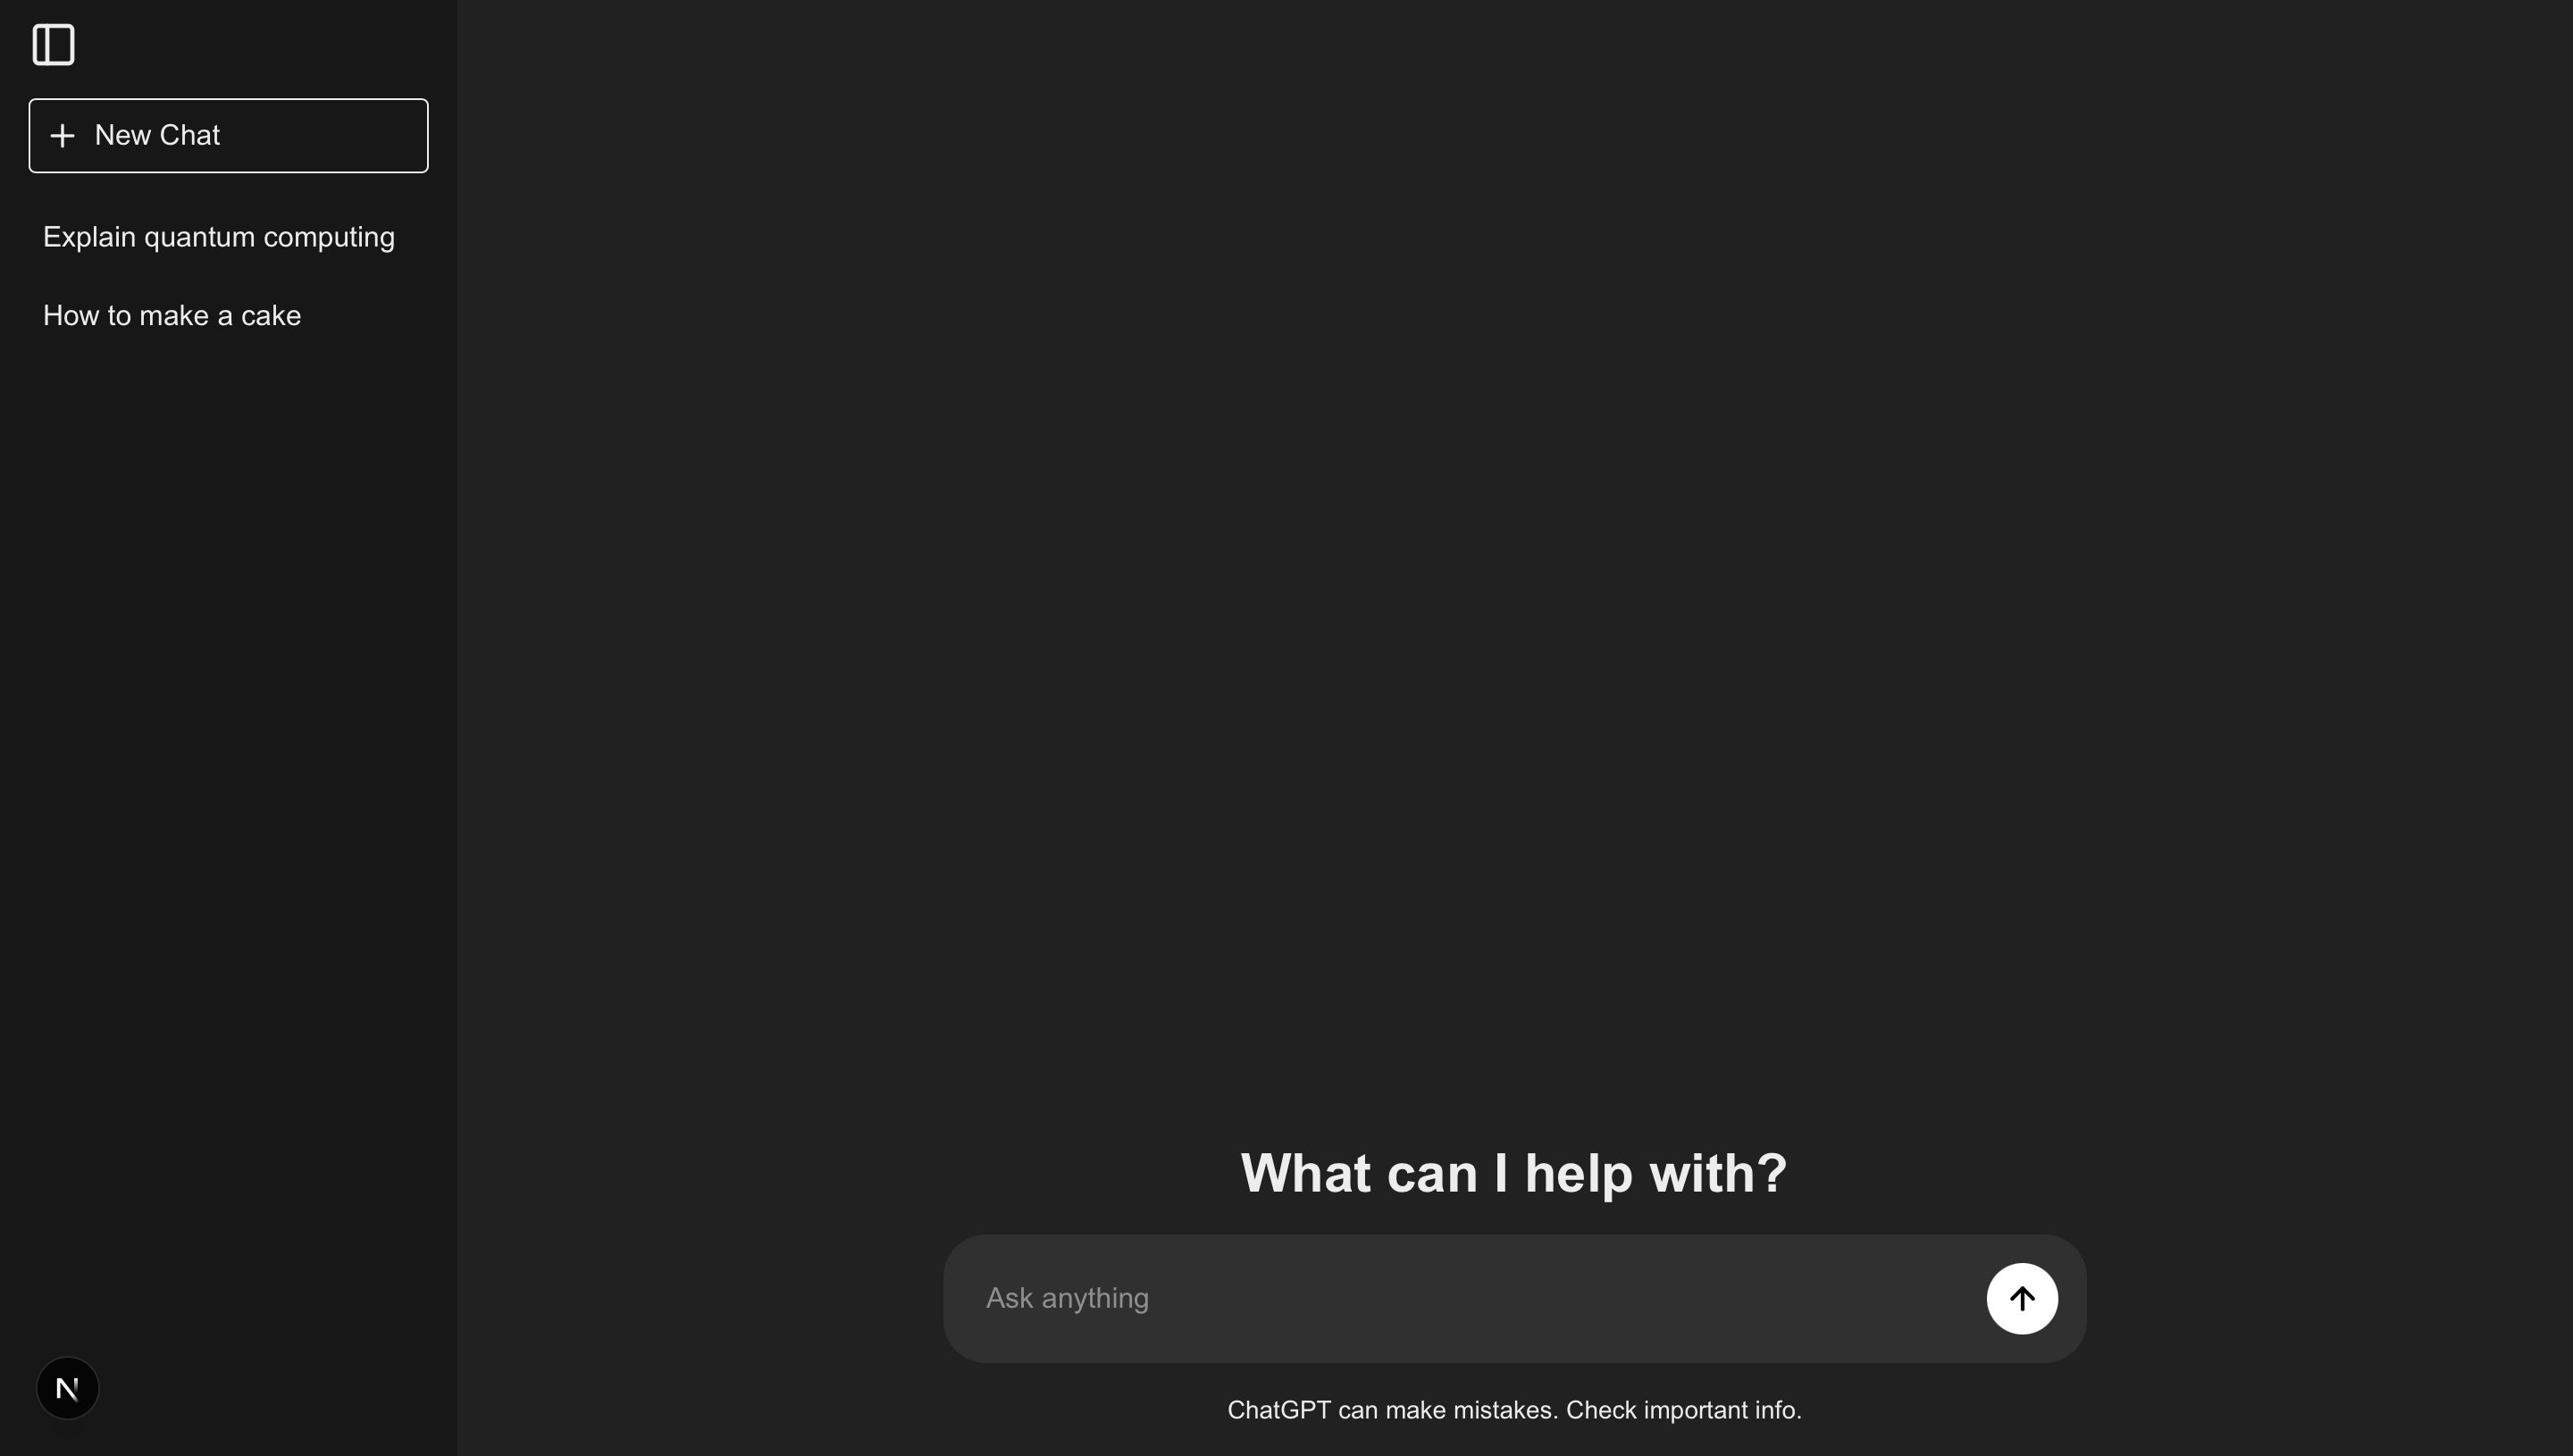 New Chat
Explain quantum computing
How to make a cake
What can I help with?
Ask anything
N
ChatGPT can make mistakes. Check important info.